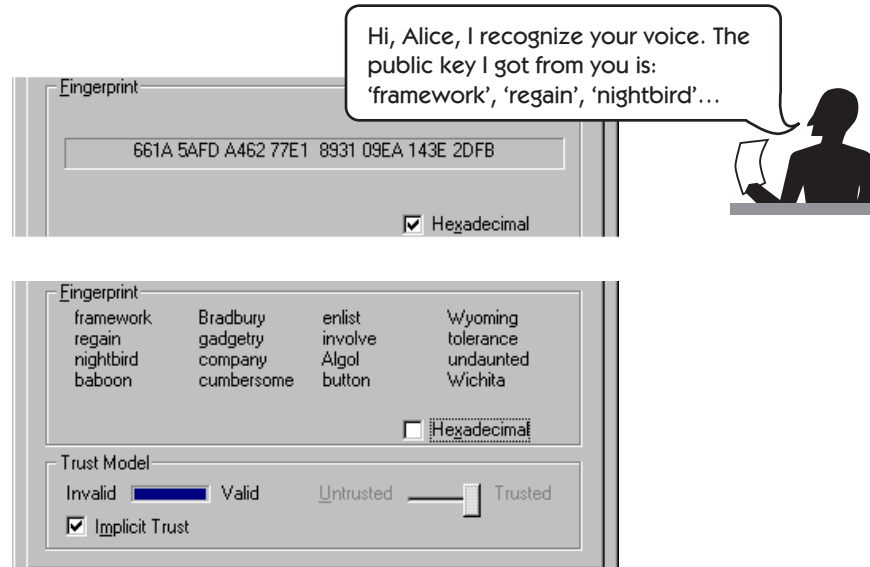 Hi, Alice, I recognize your voice. The
public key I got from you is:
‘framework’, ‘regain’, ‘nightbird’…
Fingerprint
661A 5AFD A462 77E1 8931 09EA 143E 2DFB
Hexadecimal
Fingerprint
framework Bradbury enlist Wyoming
regain gadgetry involve tolerance
nightbird company Algol undaunted
baboon cumbersome button Wichita
Hexadecimal
Trust Model
Invalid Valid Untrusted Trusted
Implicit Trust